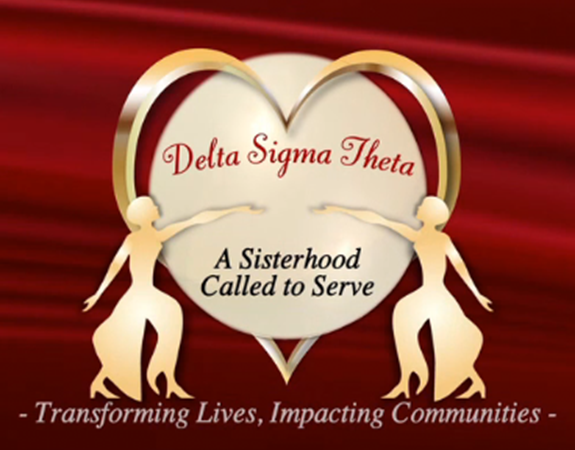 Delta Sigma Theta
A Sisterhood
Called to Serve
- Transforming Lives, Impacting Communities -